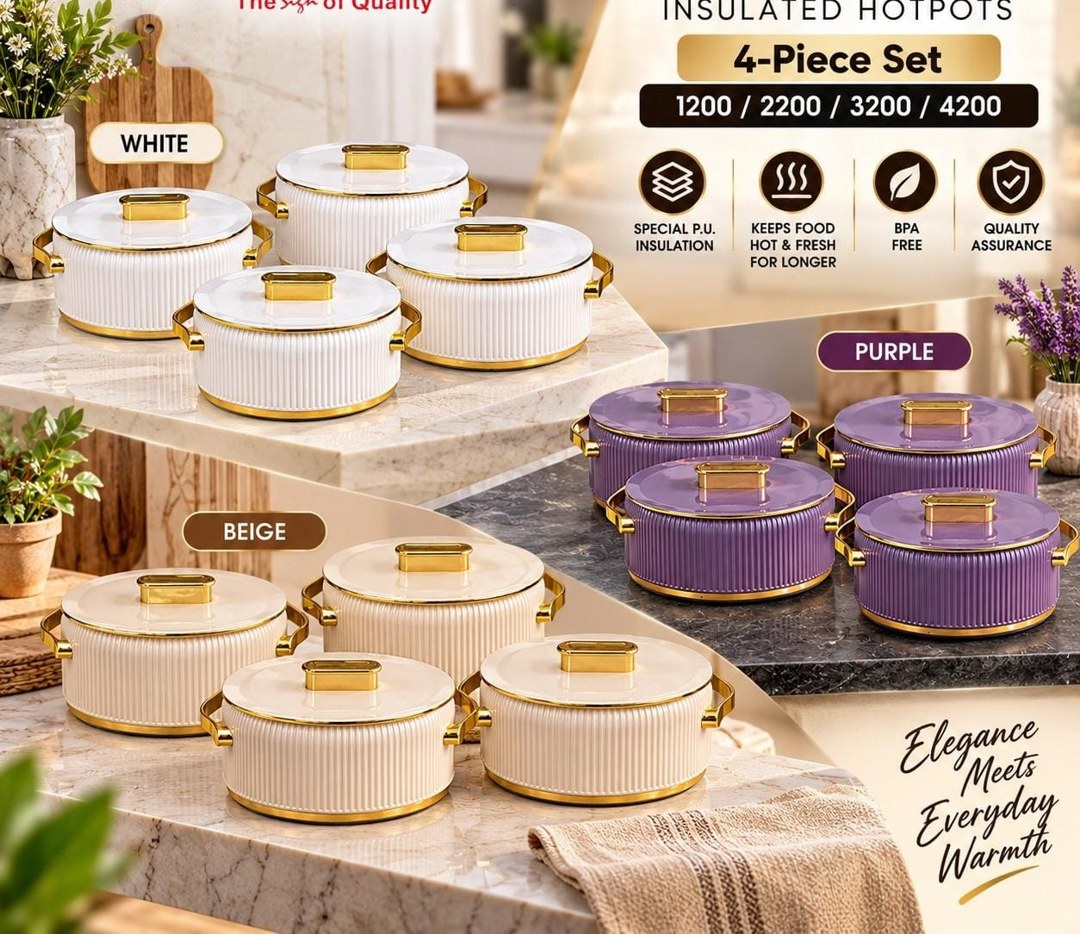 The Sign of Quality
INSULATED HOTPOTS
4-Piece Set
1200 / 2200 / 3200 / 4200
SPECIAL P.U.
INSULATION
KEEPS FOOD
HOT & FRESH
FOR LONGER
BPA
FREE
QUALITY
ASSURANCE
WHITE
PURPLE
BEIGE
Elegance
Meets
Everyday
Warmth